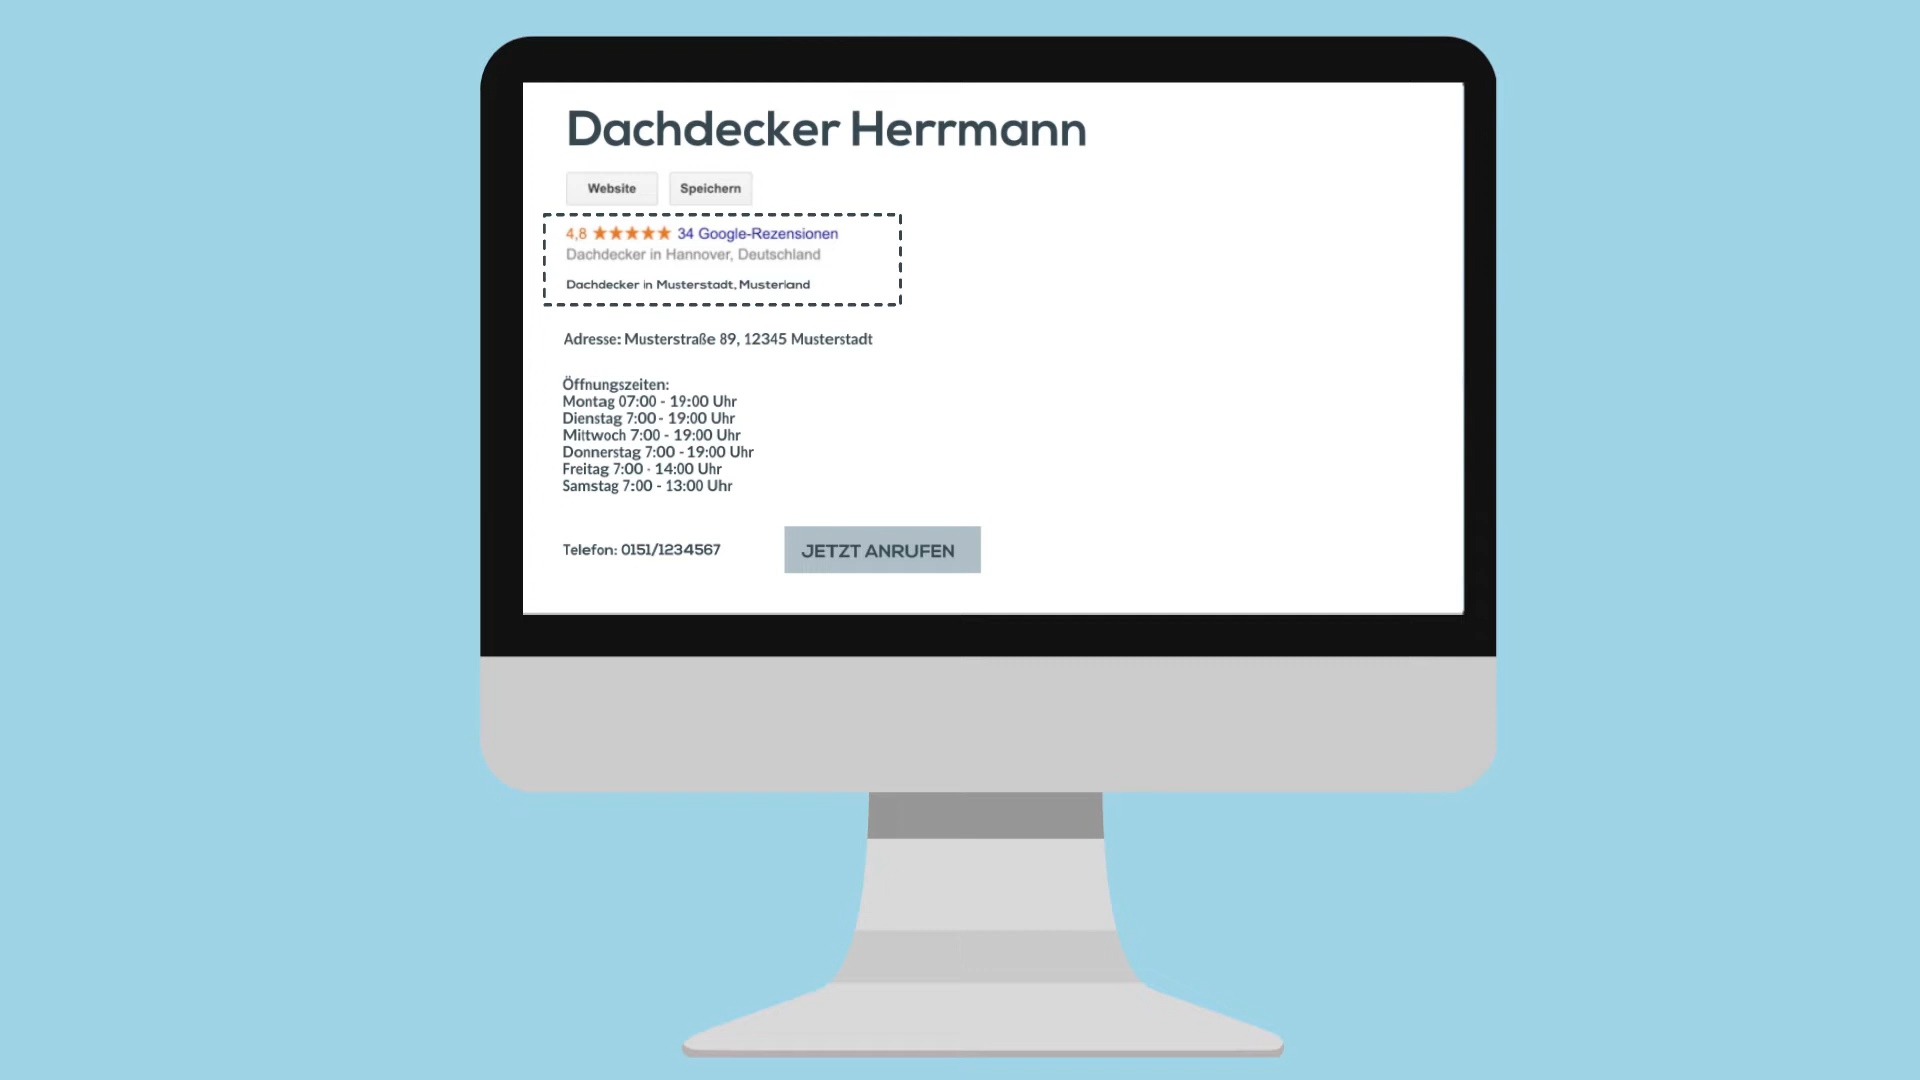 Dachdecker Herrmann
Website Speichern
4,8 ★★★★★ 34 Google-Rezensionen
Dachdecker in Hannover, Deutschland
Dachdecker in Musterstadt, Musterland
Adresse: Musterstraße 89, 12345 Musterstadt
Öffnungszeiten:
Montag 07:00 - 19:00 Uhr
Dienstag 7:00 - 19:00 Uhr
Mittwoch 7:00 - 19:00 Uhr
Donnerstag 7:00 - 19:00 Uhr
Freitag 7:00 - 14:00 Uhr
Samstag 7:00 - 13:00 Uhr
Telefon: 0151/1234567 JETZT ANRUFEN